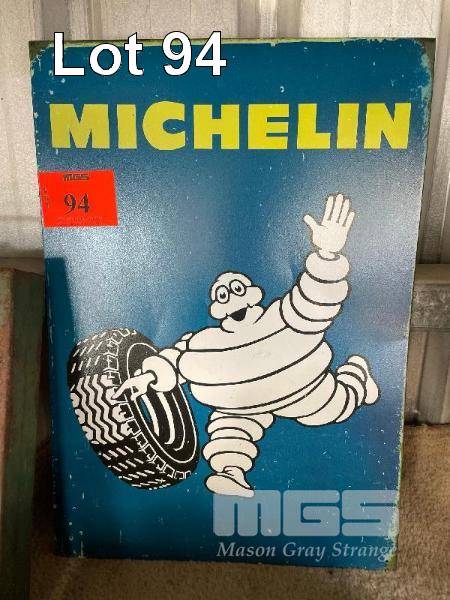 Lot 94
MICHELIN
MGS
94
MGS
Mason Gray Strange